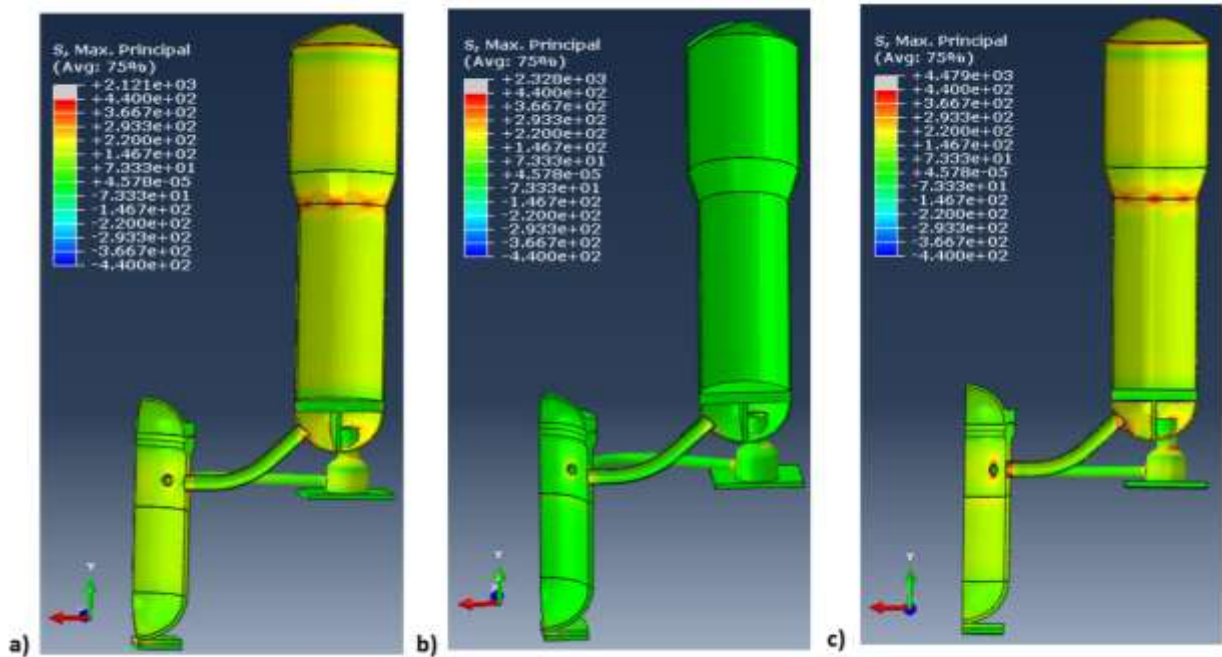 S, Max. Principal
(Avg: 75%)
+2.121e+03
+4.400e+02
+3.667e+02
+2.933e+02
+2.200e+02
+1.467e+02
+7.333e+01
+4.578e-05
-7.333e+01
-1.467e+02
-2.200e+02
-2.933e+02
-3.667e+02
-4.400e+02
Y
a)
S, Max. Principal
(Avg: 75%)
+2.328e+03
+4.400e+02
+3.667e+02
+2.933e+02
+2.200e+02
+1.467e+02
+7.333e+01
+4.578e-05
-7.333e+01
-1.467e+02
-2.200e+02
-2.933e+02
-3.667e+02
-4.400e+02
Y
b)
S, Max. Principal
(Avg: 75%)
+4.479e+03
+4.400e+02
+3.667e+02
+2.933e+02
+2.200e+02
+1.467e+02
+7.333e+01
+4.578e-05
-7.333e+01
-1.467e+02
-2.200e+02
-2.933e+02
-3.667e+02
-4.400e+02
Y
c)